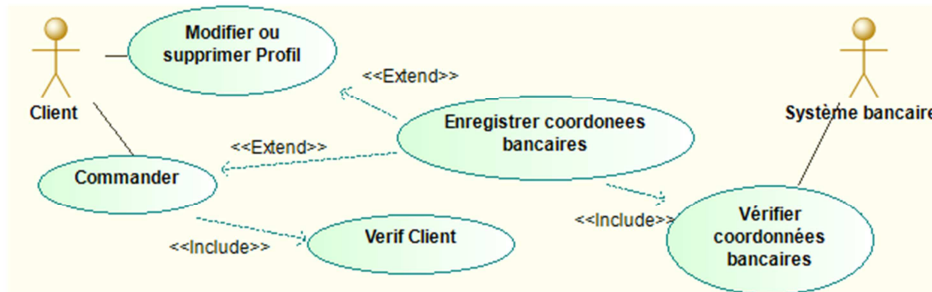 Modifier ou
supprimer Profil
<<Extend>>
Client
Enregistrer coordonees
bancaires
Système bancaire
<<Extend>>
Commander
<<Include>>
Vérifier
coordonnées
bancaires
Verif Client
<<Include>>